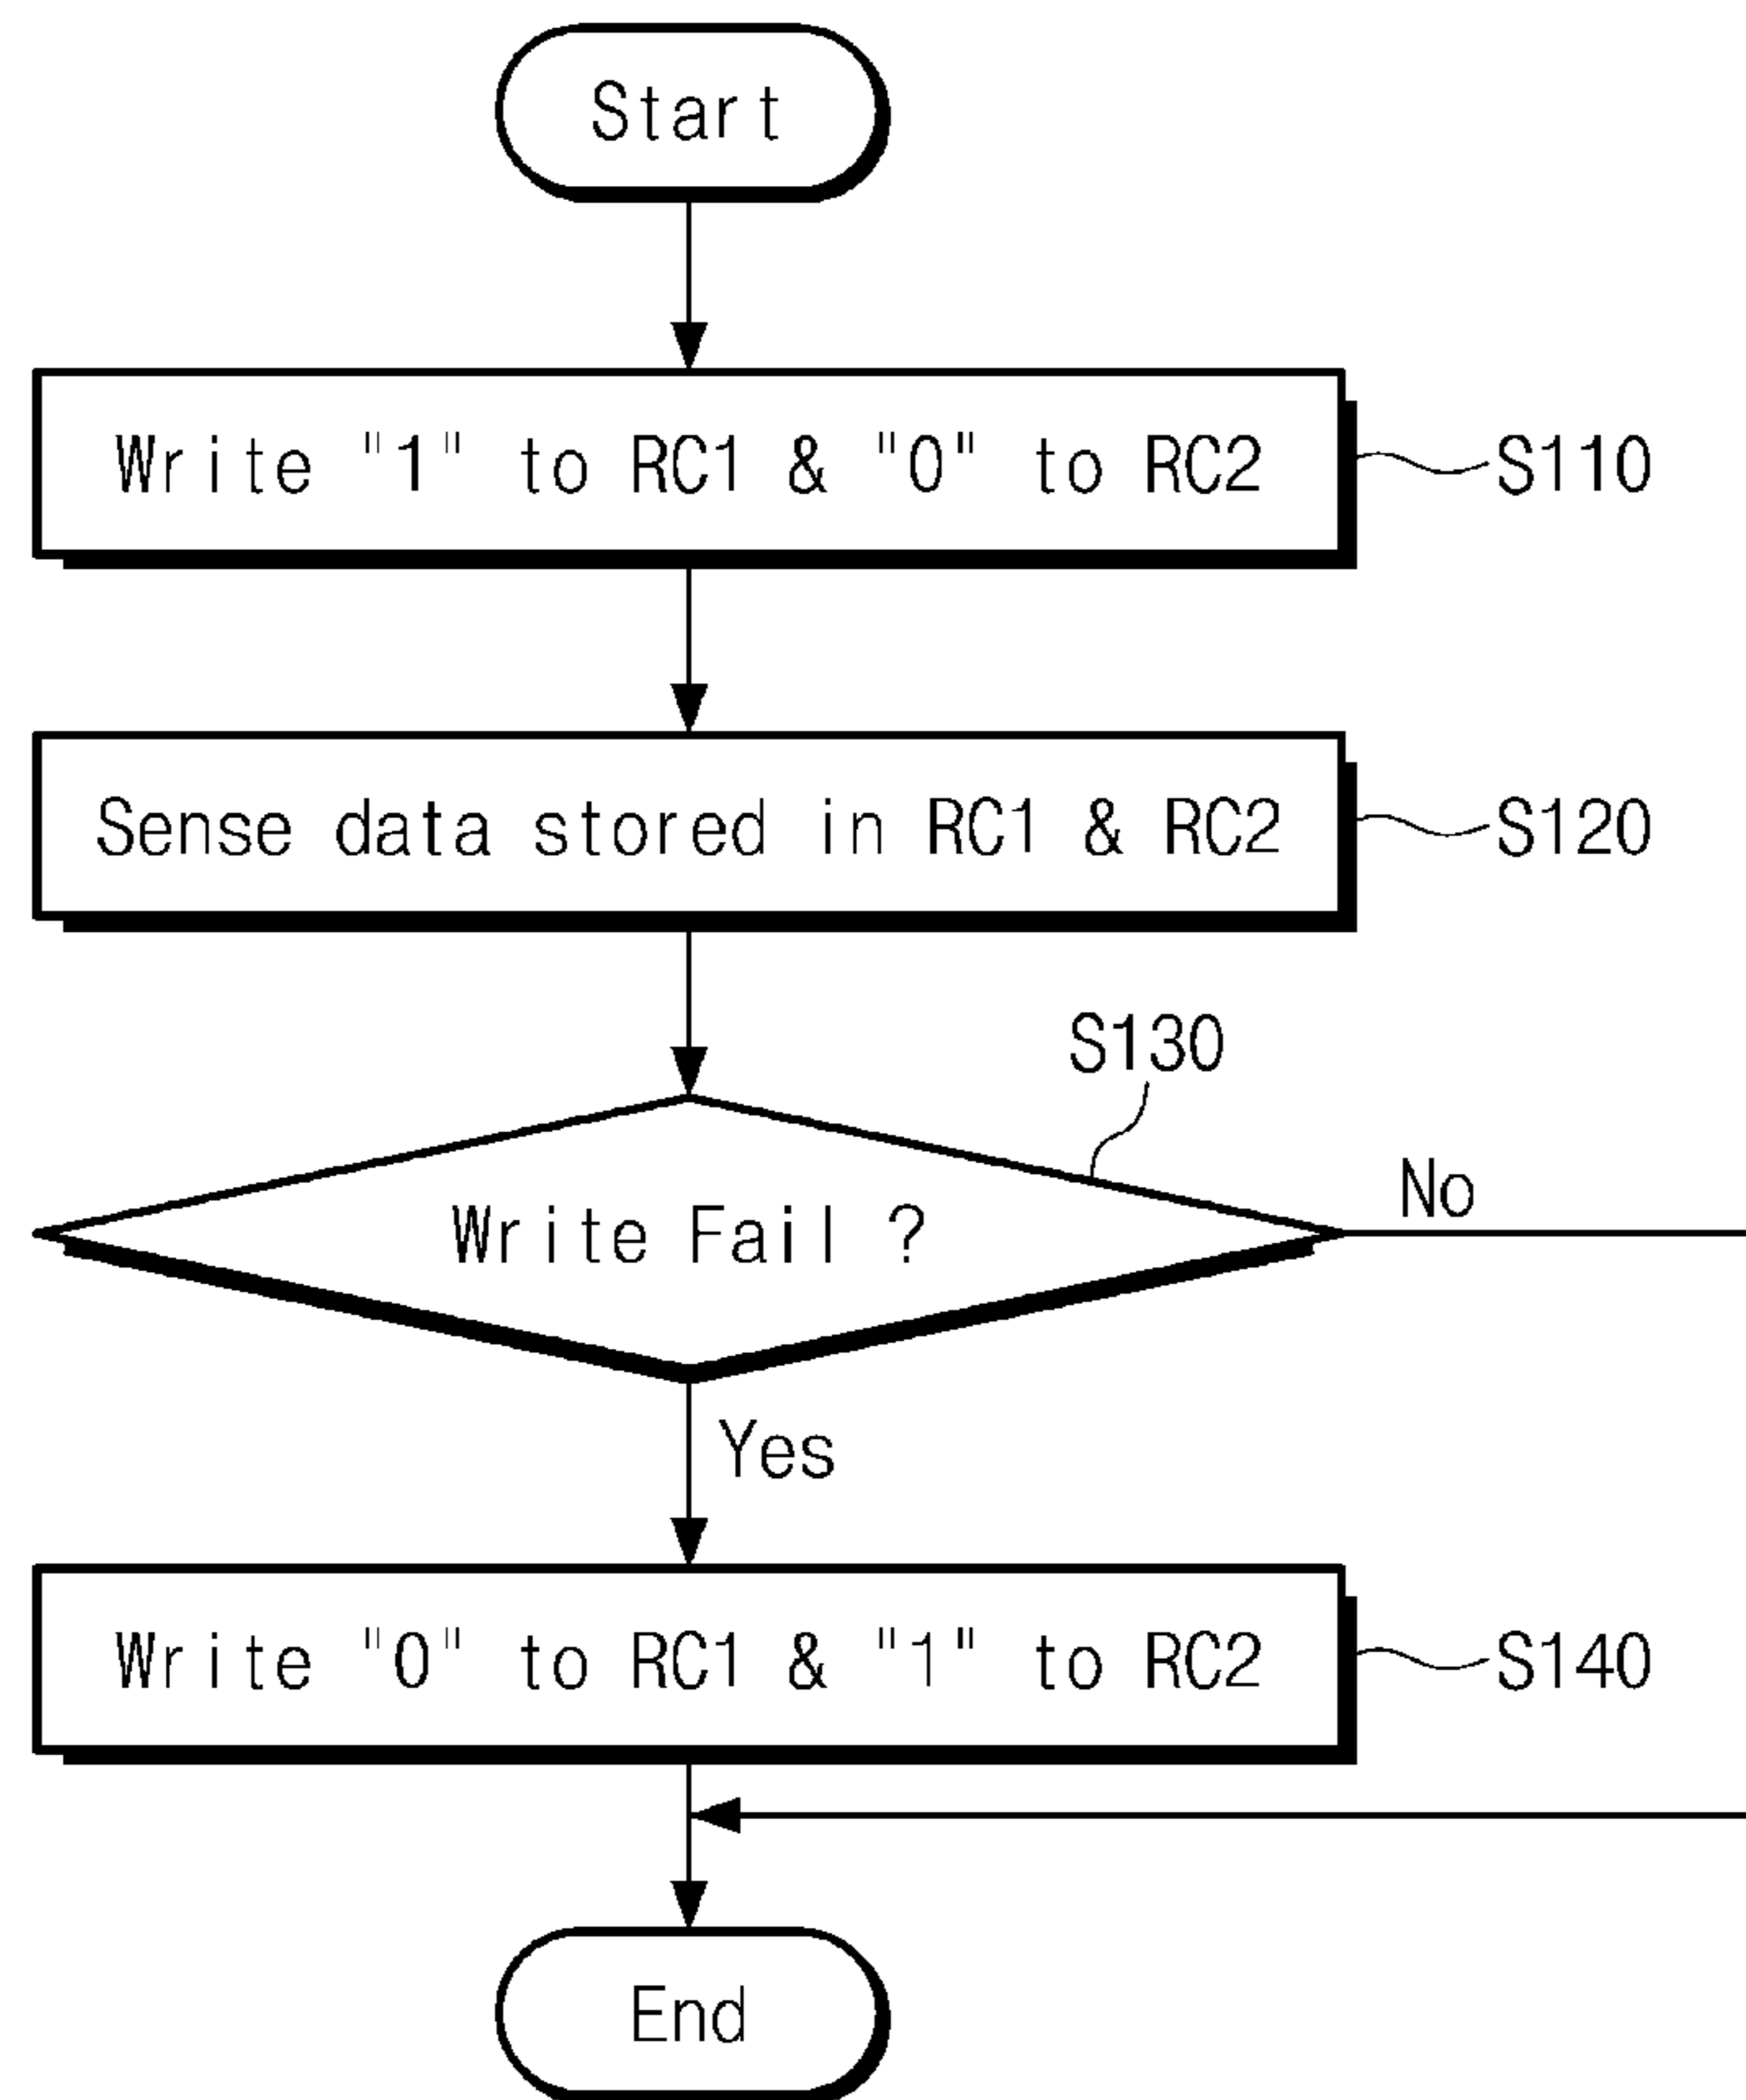 Start
Write "1" to RC1 & "0" to RC2
S110
Sense data stored in RC1 & RC2
S120
S130
Write Fail ?
No
Yes
Write "0" to RC1 & "1" to RC2
S140
End